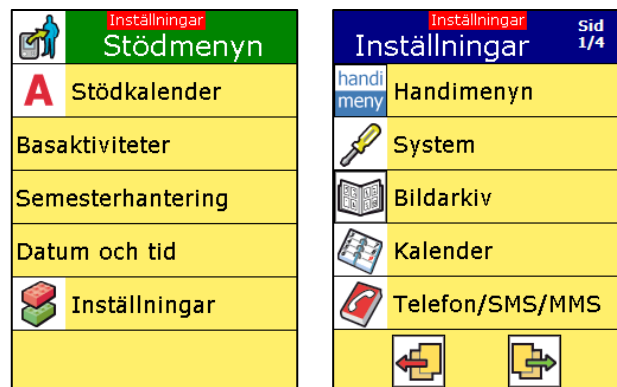 Inställningar
Stödmenyn
A Stödkalender
Basaktiviteter
Semesterhantering
Datum och tid
Inställningar
Inställningar
Inställningar
Sid
1/4
handi
meny
Handimenyn
System
Bildarkiv
Kalender
Telefon/SMS/MMS